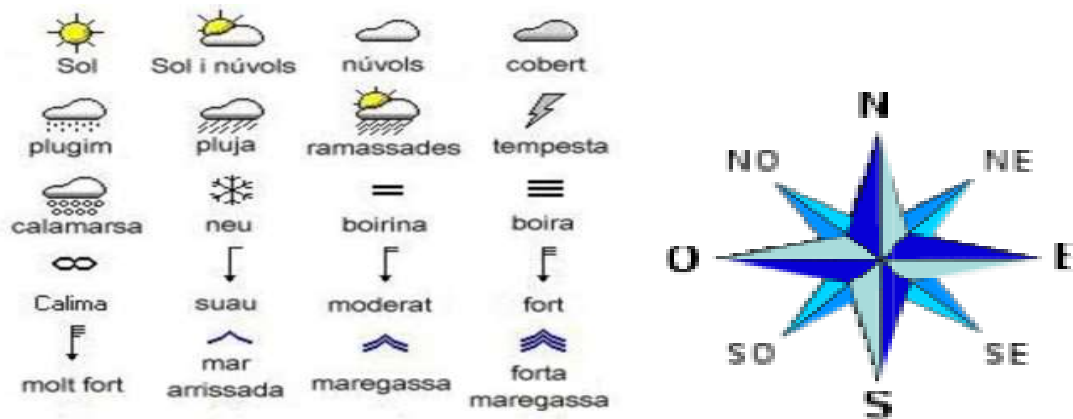 Sol Sol i núvols núvols cobert
plugim pluja ramassades tempesta
calamarsa neu boirina boira
Calima suau moderat fort
molt fort mar arrissada maregassa forta maregassa
N
NO NE
O E
SO SE
S